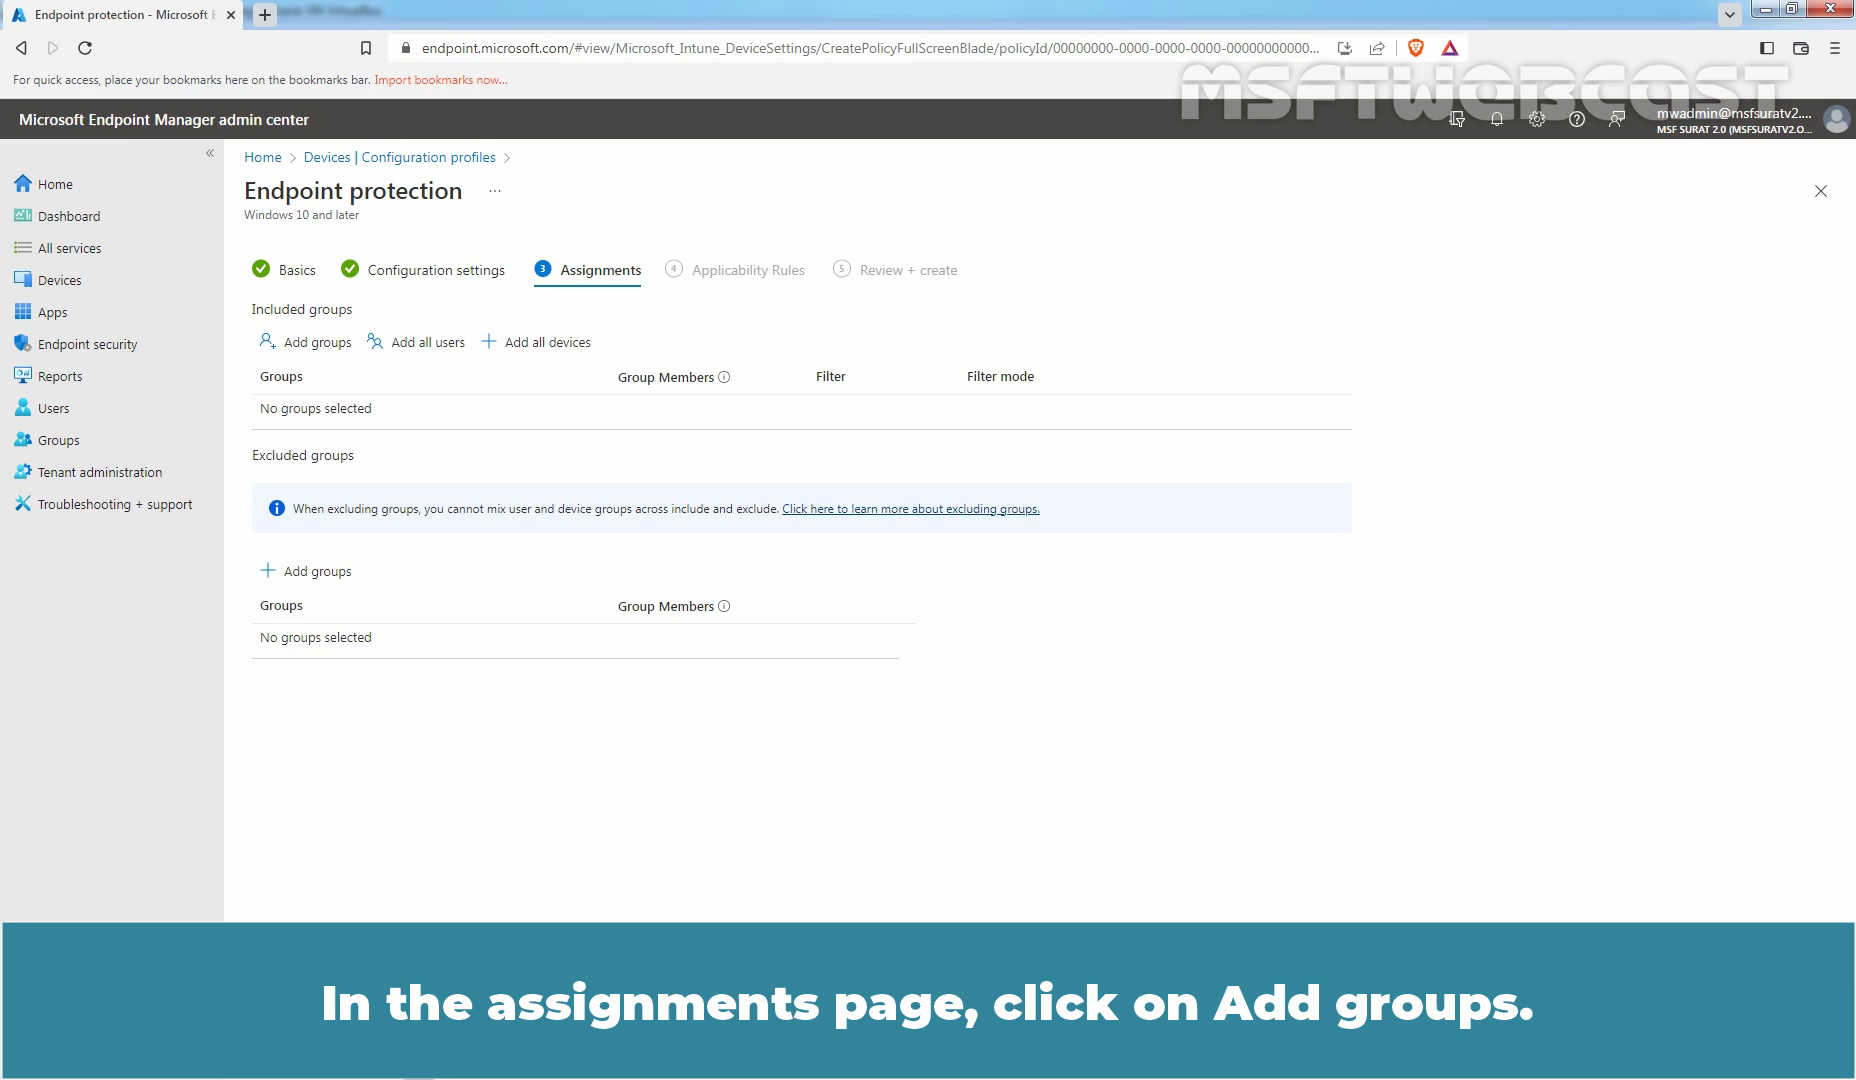 Endpoint protection - Microsoft E
endpoint.microsoft.com/#view/Microsoft_Intune_DeviceSettings/CreatePolicyFullScreenBlade/policyId/00000000-0000-0000-0000-00000000000...
For quick access, place your bookmarks here on the bookmarks bar. Import bookmarks now...
MSFTWEBCAST
Microsoft Endpoint Manager admin center
mwadmin@msfsuratv2....
MSF SURAT 2.0 (MSFSURATV2.O...
Home > Devices | Configuration profiles >
Endpoint protection ...
Windows 10 and later
Home
Dashboard
All services
Devices
Apps
Endpoint security
Reports
Users
Groups
Tenant administration
Troubleshooting + support
Basics Configuration settings 3 Assignments 4 Applicability Rules 5 Review + create
Included groups
Add groups Add all users + Add all devices
Groups Group Members Filter Filter mode
No groups selected
Excluded groups
When excluding groups, you cannot mix user and device groups across include and exclude. Click here to learn more about excluding groups.
+ Add groups
Groups Group Members
No groups selected
In the assignments page, click on Add groups.